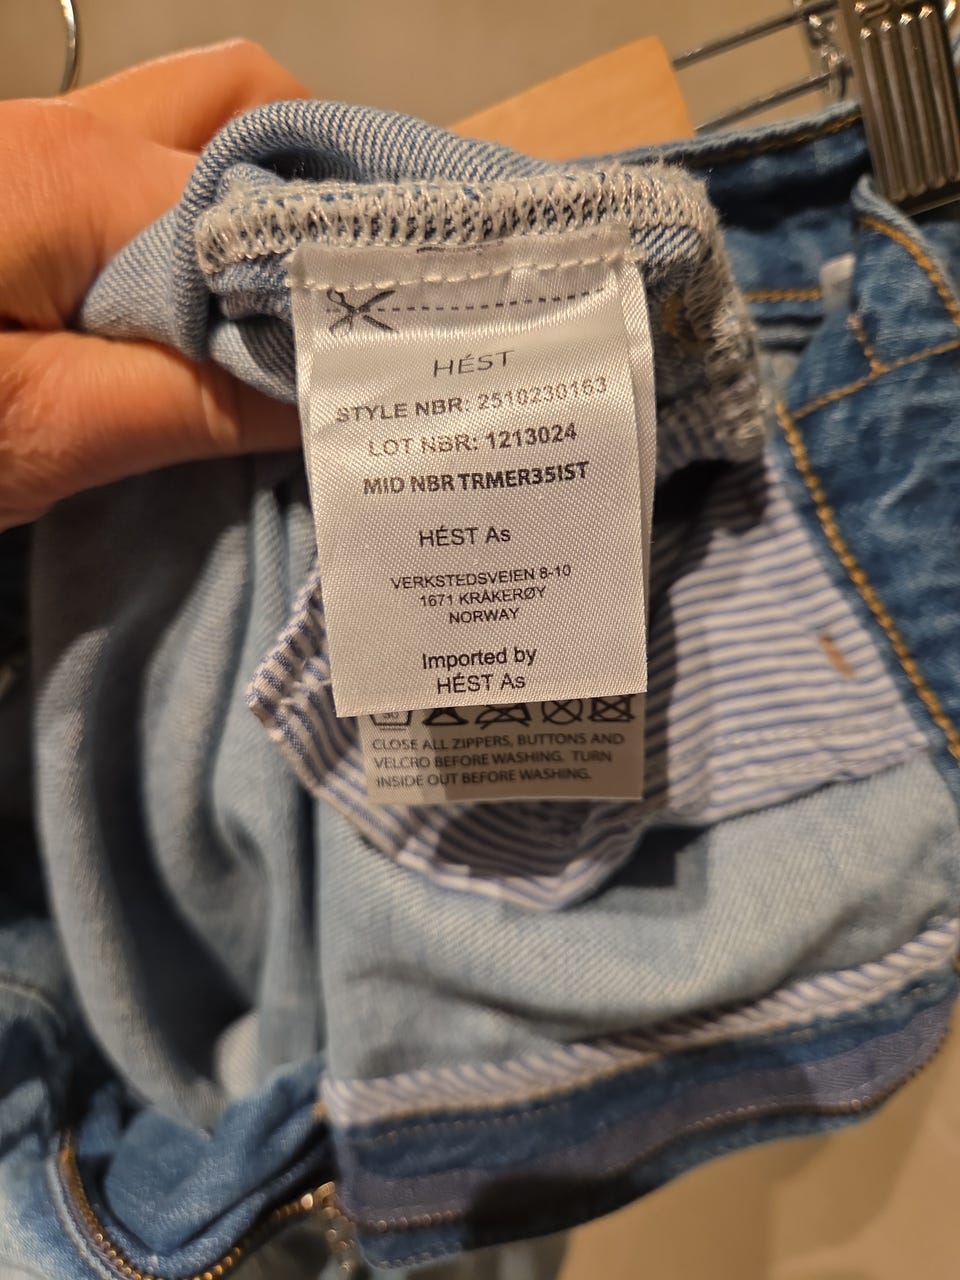 HÉST
STYLE NBR: 2510230163
LOT NBR: 1213024
MID NBR TRMER35IST
HÉST As
VERKSTEDSVEIEN 8-10
1671 KRÅKERØY
NORWAY
Imported by
HÉST As
CLOSE ALL ZIPPERS, BUTTONS AND
VELCRO BEFORE WASHING. TURN
INSIDE OUT BEFORE WASHING.